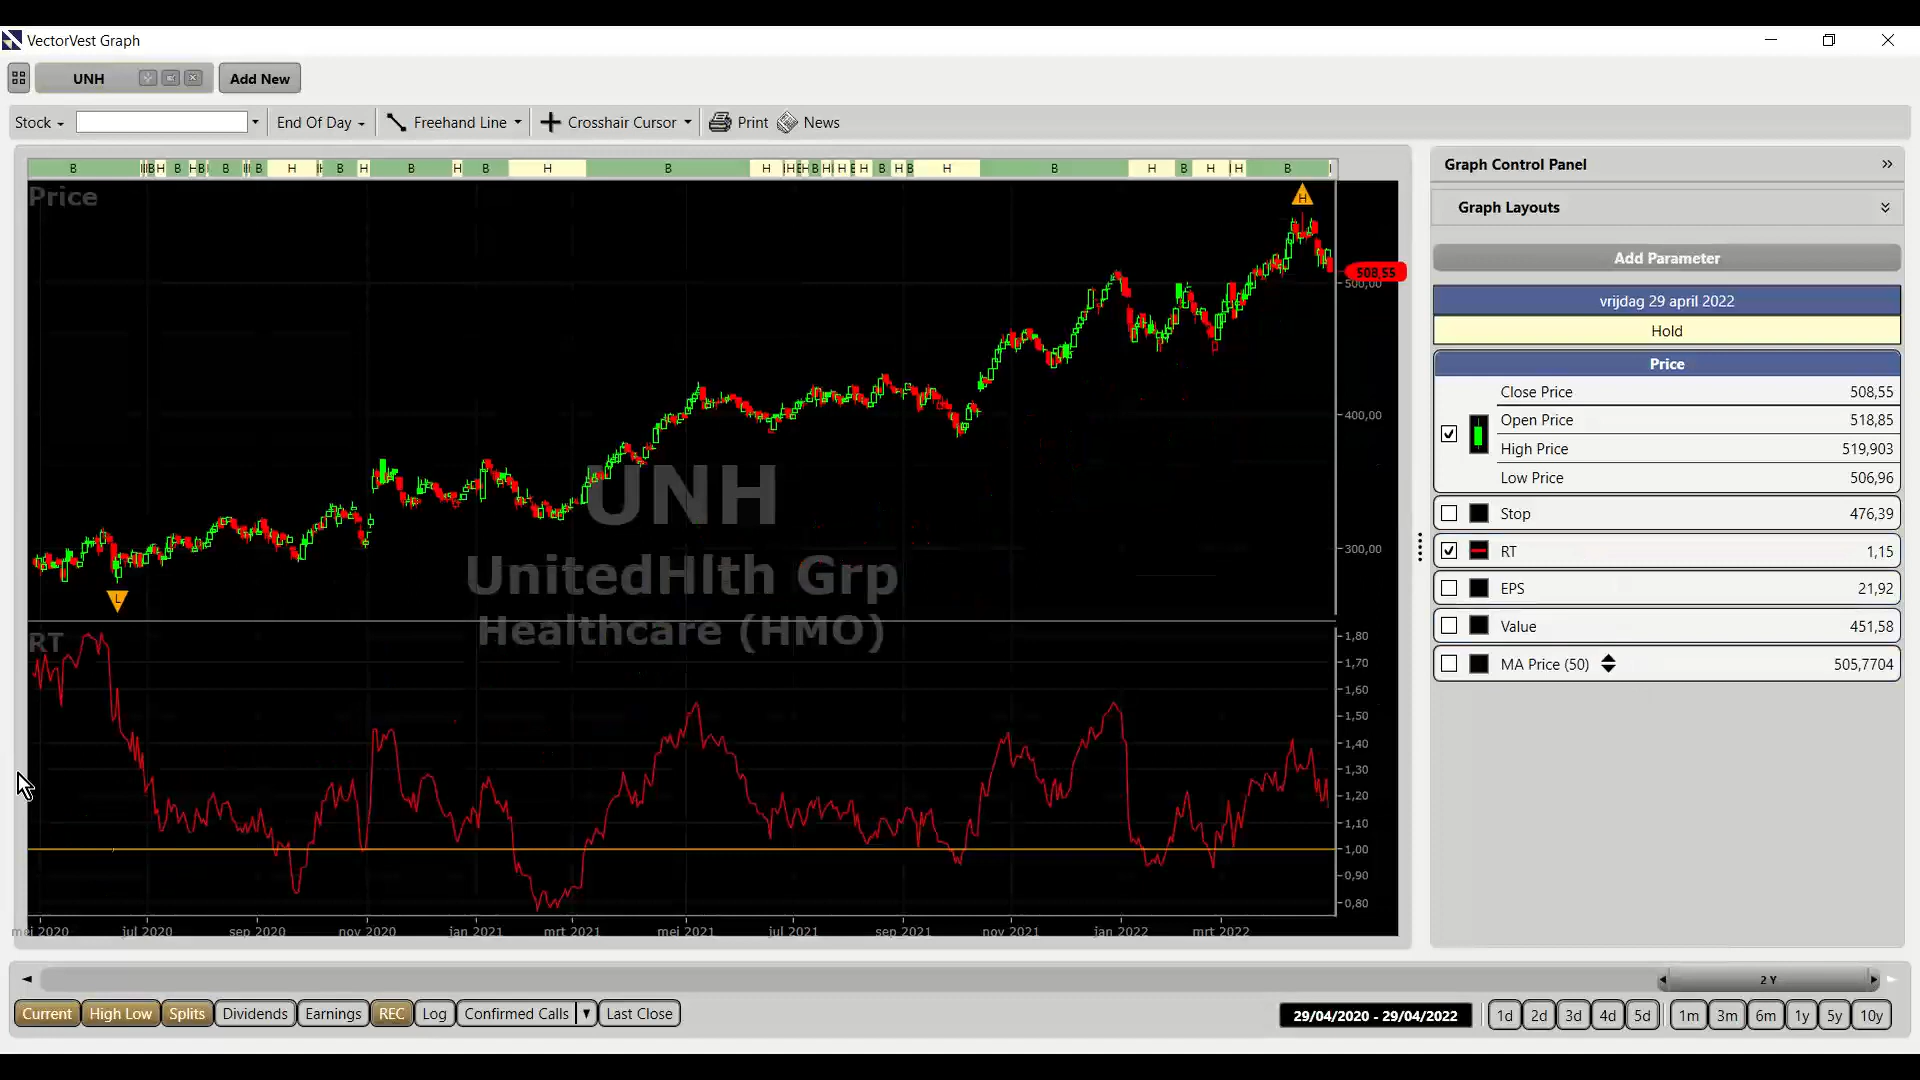 VectorVest Graph
UNH
Add New
Stock
End Of Day
Freehand Line
Crosshair Cursor
Print
News
B B H B H B B B H B H B H B H B H B H B H H B H B H B H B H H B
Price
H
508,55
500,00
400,00
300,00
UNH
UnitedHlth Grp
Healthcare (HMO)
L
RT
1,80
1,70
1,60
1,50
1,40
1,30
1,20
1,10
1,00
0,90
0,80
mei 2020 jul 2020 sep 2020 nov 2020 jan 2021 mrt 2021 mei 2021 jul 2021 sep 2021 nov 2021 jan 2022 mrt 2022
Graph Control Panel
Graph Layouts
Add Parameter
vrijdag 29 april 2022
Hold
Price
Close Price 508,55
Open Price 518,85
High Price 519,903
Low Price 506,96
Stop 476,39
RT 1,15
EPS 21,92
Value 451,58
MA Price (50) 505,7704
2 Y
Current High Low Splits Dividends Earnings REC Log Confirmed Calls Last Close
29/04/2020 - 29/04/2022
1d 2d 3d 4d 5d 1m 3m 6m 1y 5y 10y